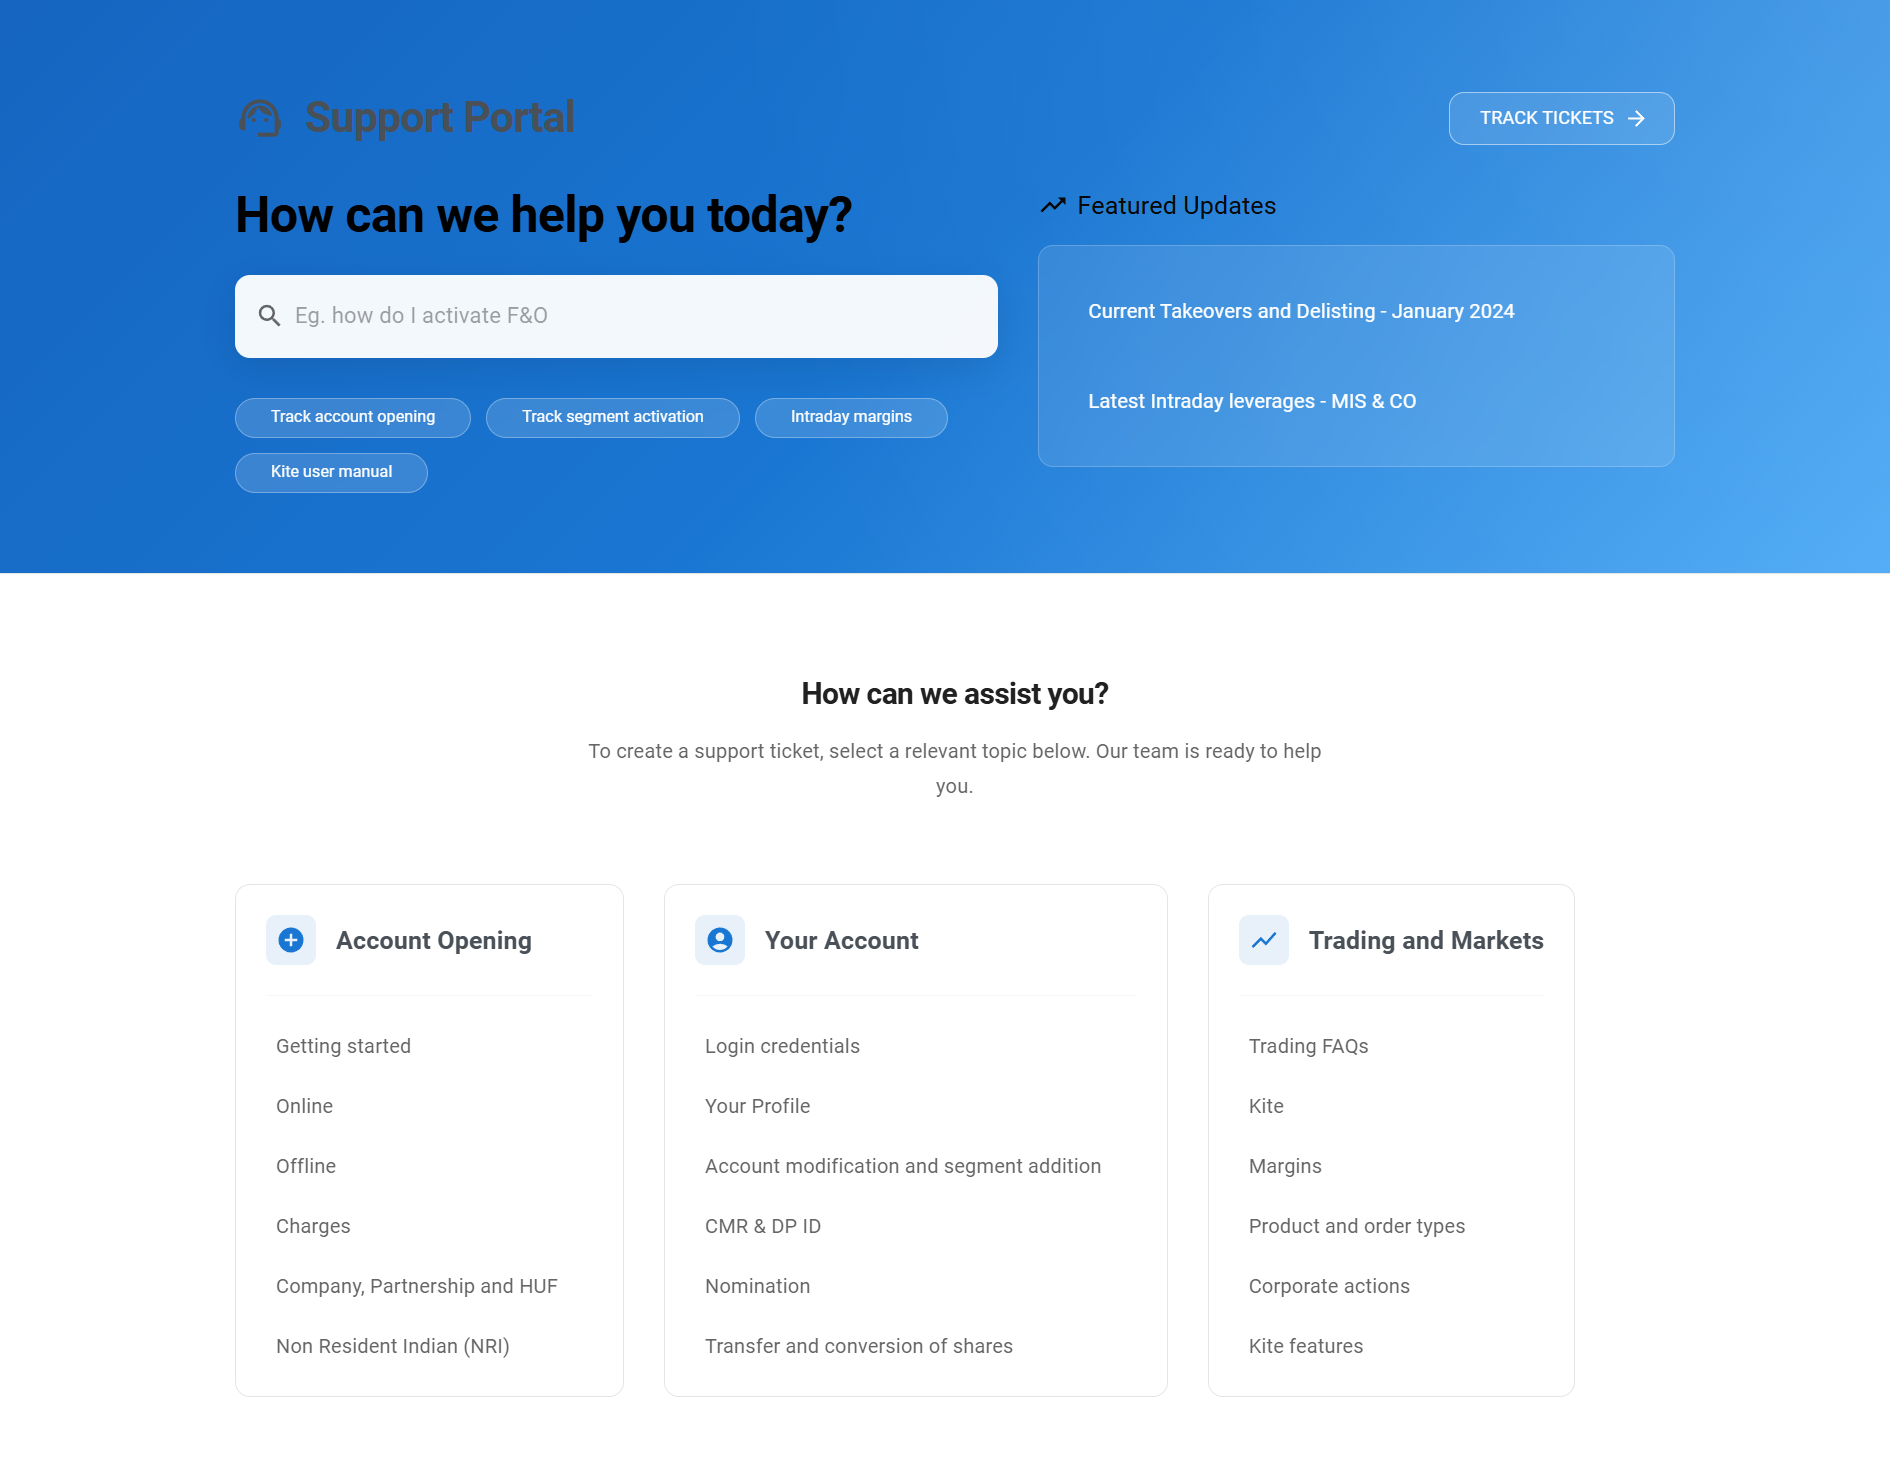 Support Portal
TRACK TICKETS
How can we help you today?
Eg. how do I activate F&O
Track account opening
Track segment activation
Intraday margins
Kite user manual
Featured Updates
Current Takeovers and Delisting - January 2024
Latest Intraday leverages - MIS & CO
How can we assist you?
To create a support ticket, select a relevant topic below. Our team is ready to help
you.
Account Opening
Getting started
Online
Offline
Charges
Company, Partnership and HUF
Non Resident Indian (NRI)
Your Account
Login credentials
Your Profile
Account modification and segment addition
CMR & DP ID
Nomination
Transfer and conversion of shares
Trading and Markets
Trading FAQs
Kite
Margins
Product and order types
Corporate actions
Kite features